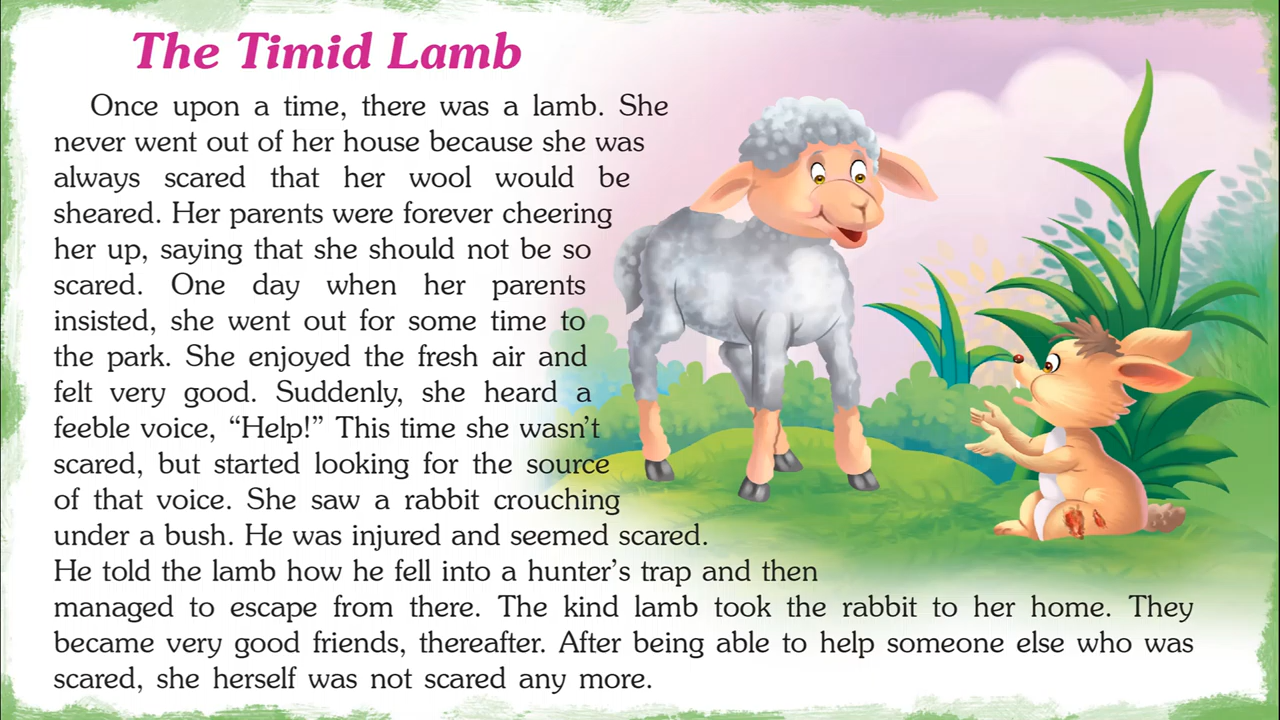 The Timid Lamb
Once upon a time, there was a lamb. She
never went out of her house because she was
always scared that her wool would be
sheared. Her parents were forever cheering
her up, saying that she should not be so
scared. One day when her parents
insisted, she went out for some time to
the park. She enjoyed the fresh air and
felt very good. Suddenly, she heard a
feeble voice, “Help!” This time she wasn’t
scared, but started looking for the source
of that voice. She saw a rabbit crouching
under a bush. He was injured and seemed scared.
He told the lamb how he fell into a hunter’s trap and then
managed to escape from there. The kind lamb took the rabbit to her home. They
became very good friends, thereafter. After being able to help someone else who was
scared, she herself was not scared any more.